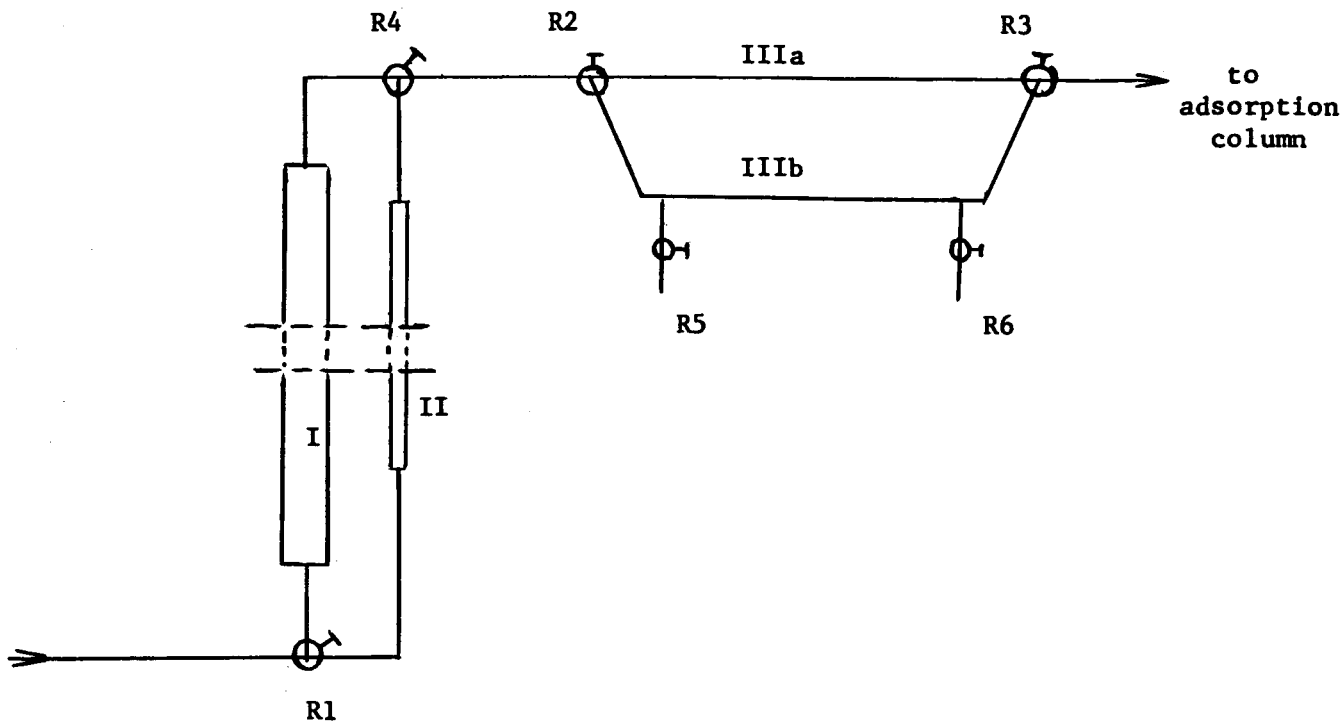 R4
R2
R3
IIIa
to
adsorption
column
IIIb
R5
R6
II
I
R1